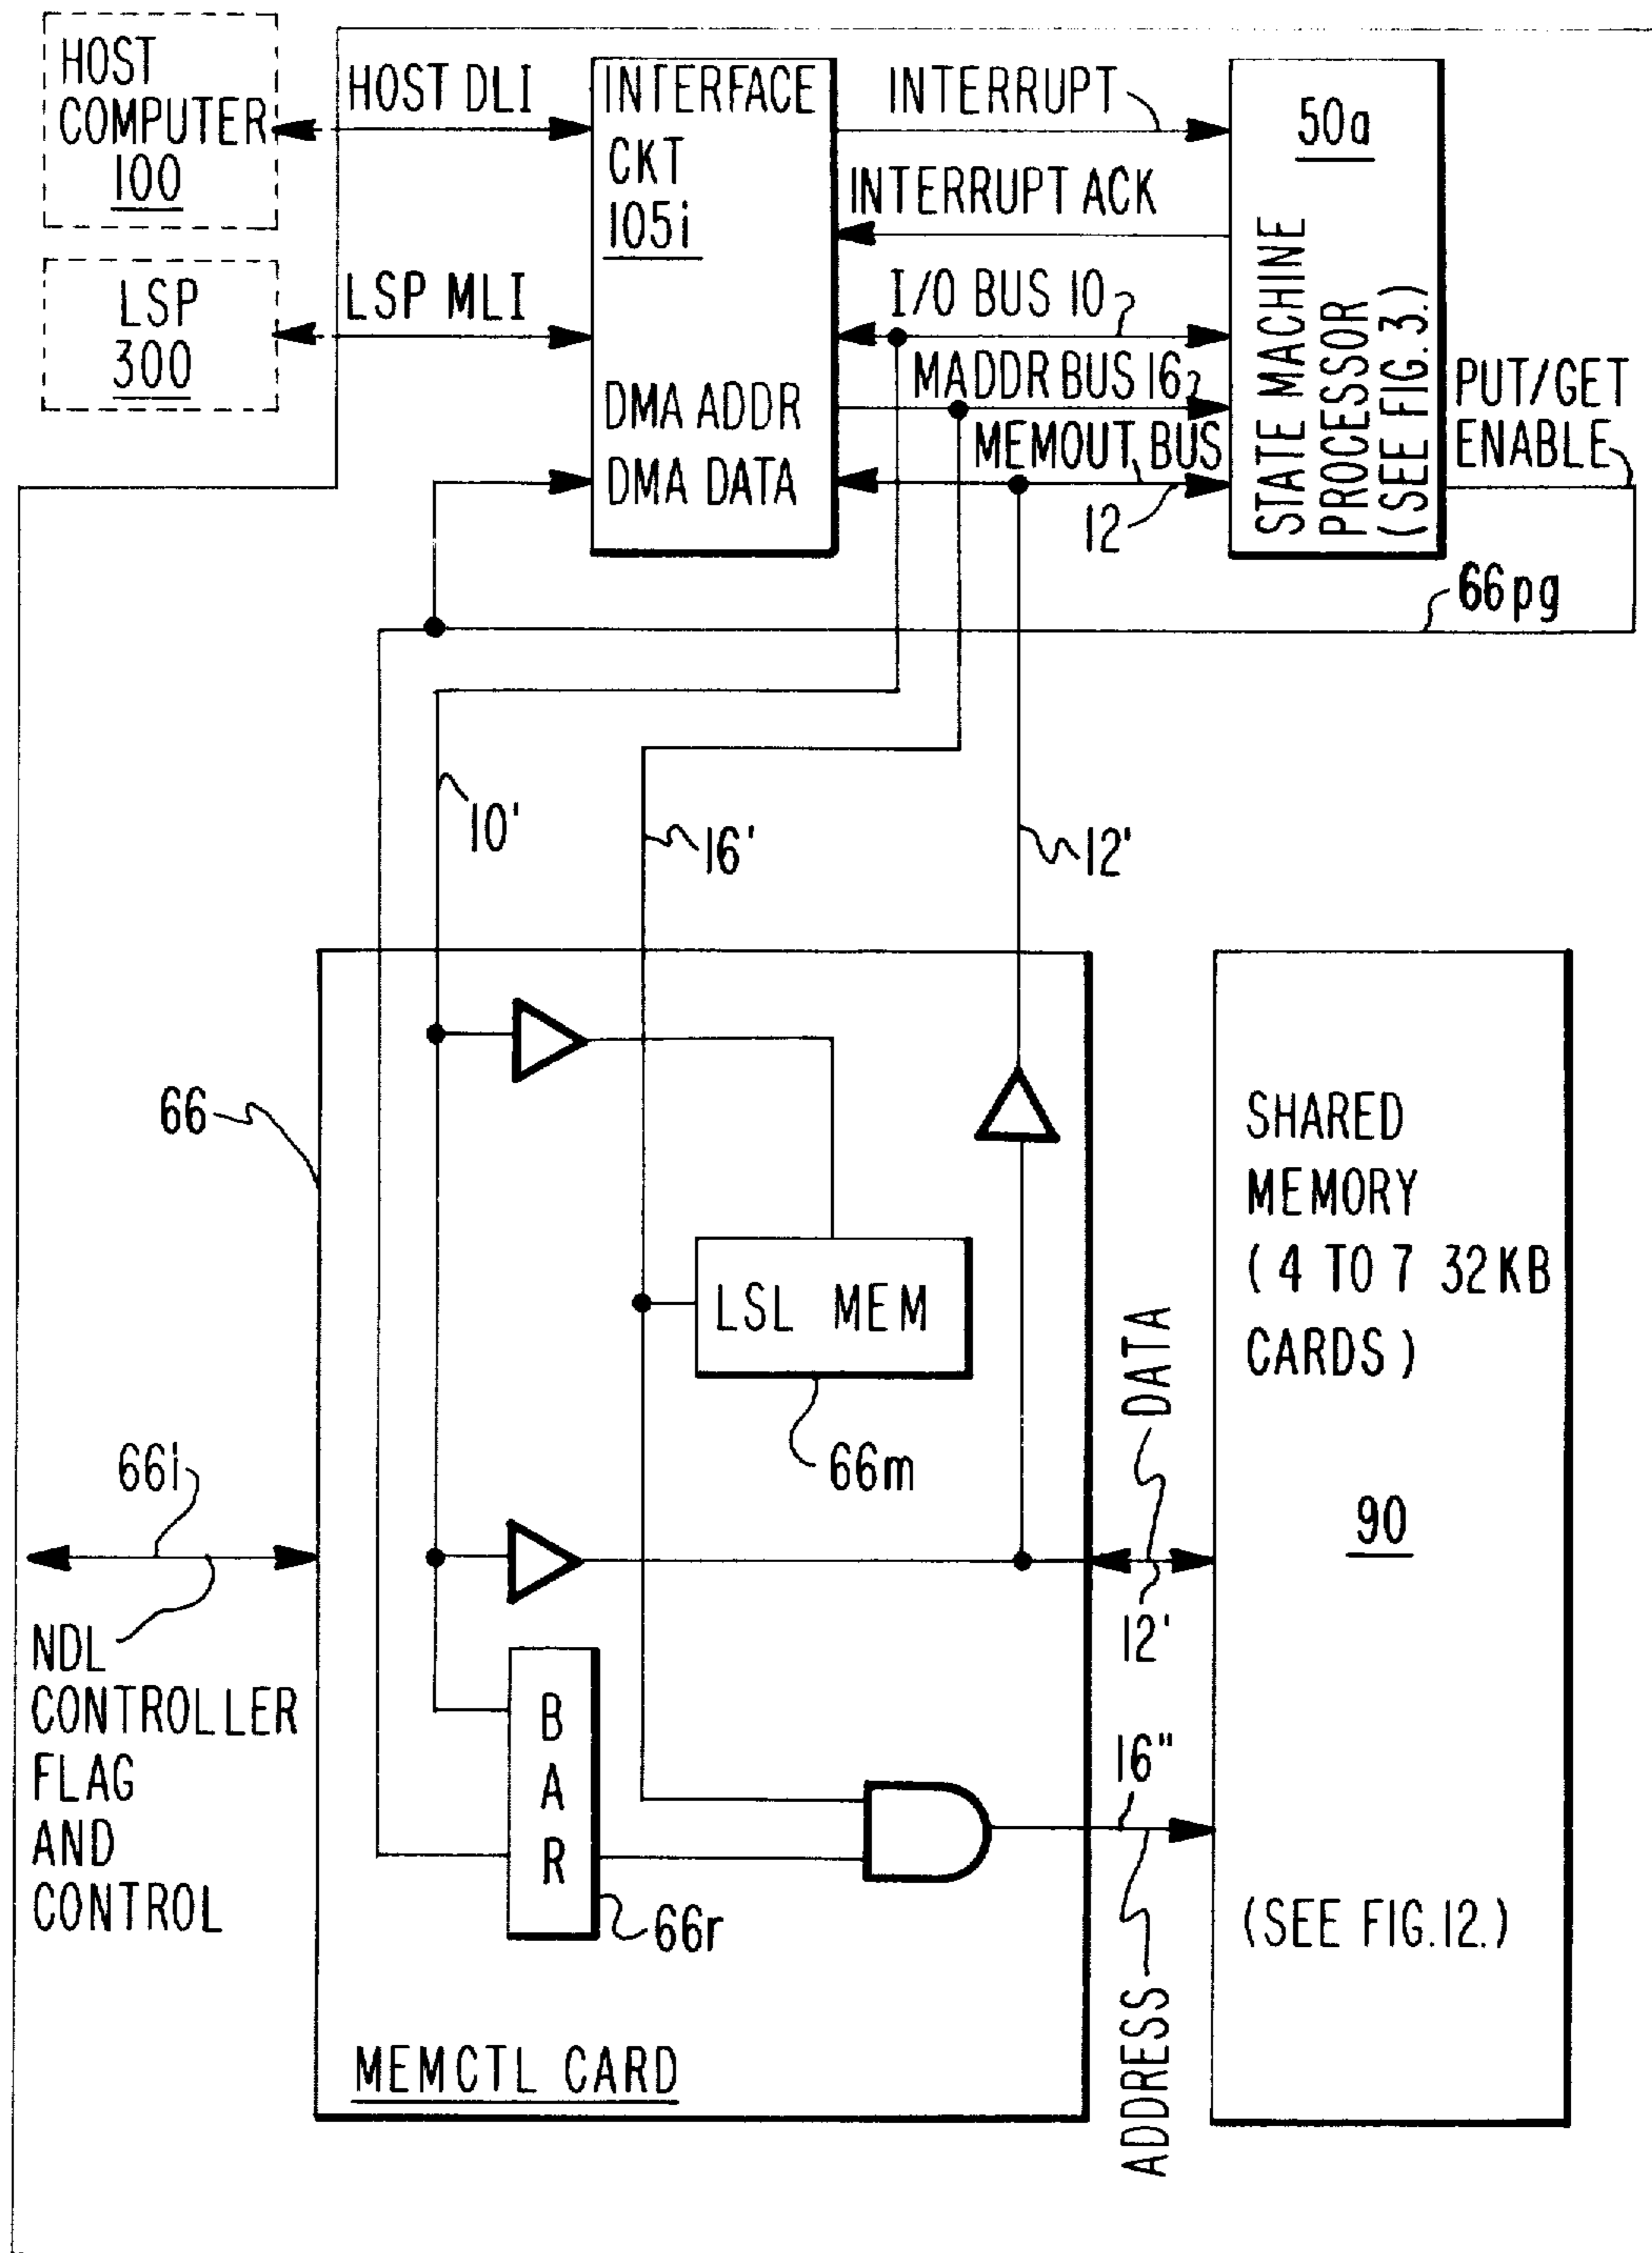 HOST
COMPUTER
100
HOST DLI
INTERFACE
CKT
105i
INTERRUPT
50a
INTERRUPT ACK
LSP
300
LSP MLI
I/O BUS 10
MADDR BUS 16
DMA ADDR
MEMOUT BUS
DMA DATA
12
STATE MACHINE
PROCESSOR
(SEE FIG.3.)
PUT/GET
ENABLE
66pg
10'
16'
12'
66
SHARED
MEMORY
(4 TO 7 32KB
CARDS)
LSL MEM
66m
DATA
66i
90
12'
NDL
CONTROLLER
FLAG
AND
CONTROL
B
A
R
66r
16"
ADDRESS
(SEE FIG.12.)
MEMCTL CARD